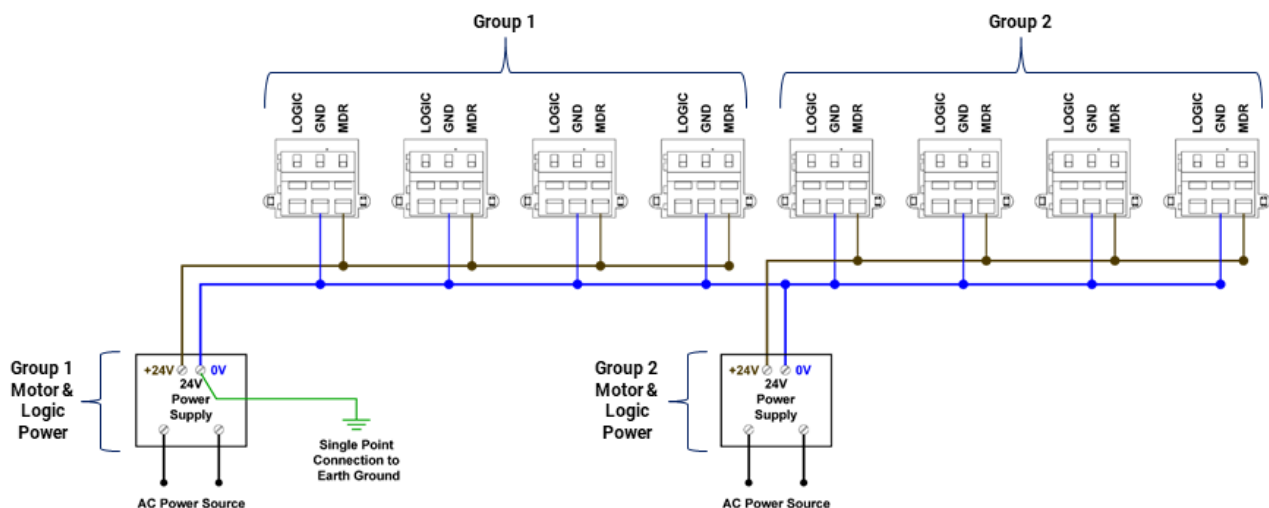 Group 1
Group 2
LOGIC GND MDR LOGIC GND MDR LOGIC GND MDR LOGIC GND MDR LOGIC GND MDR LOGIC GND MDR LOGIC GND MDR LOGIC GND MDR
Group 1
Motor &
Logic
Power
+24V 0V
24V
Power
Supply
Single Point
Connection to
Earth Ground
AC Power Source
Group 2
Motor &
Logic
Power
+24V 0V
24V
Power
Supply
AC Power Source